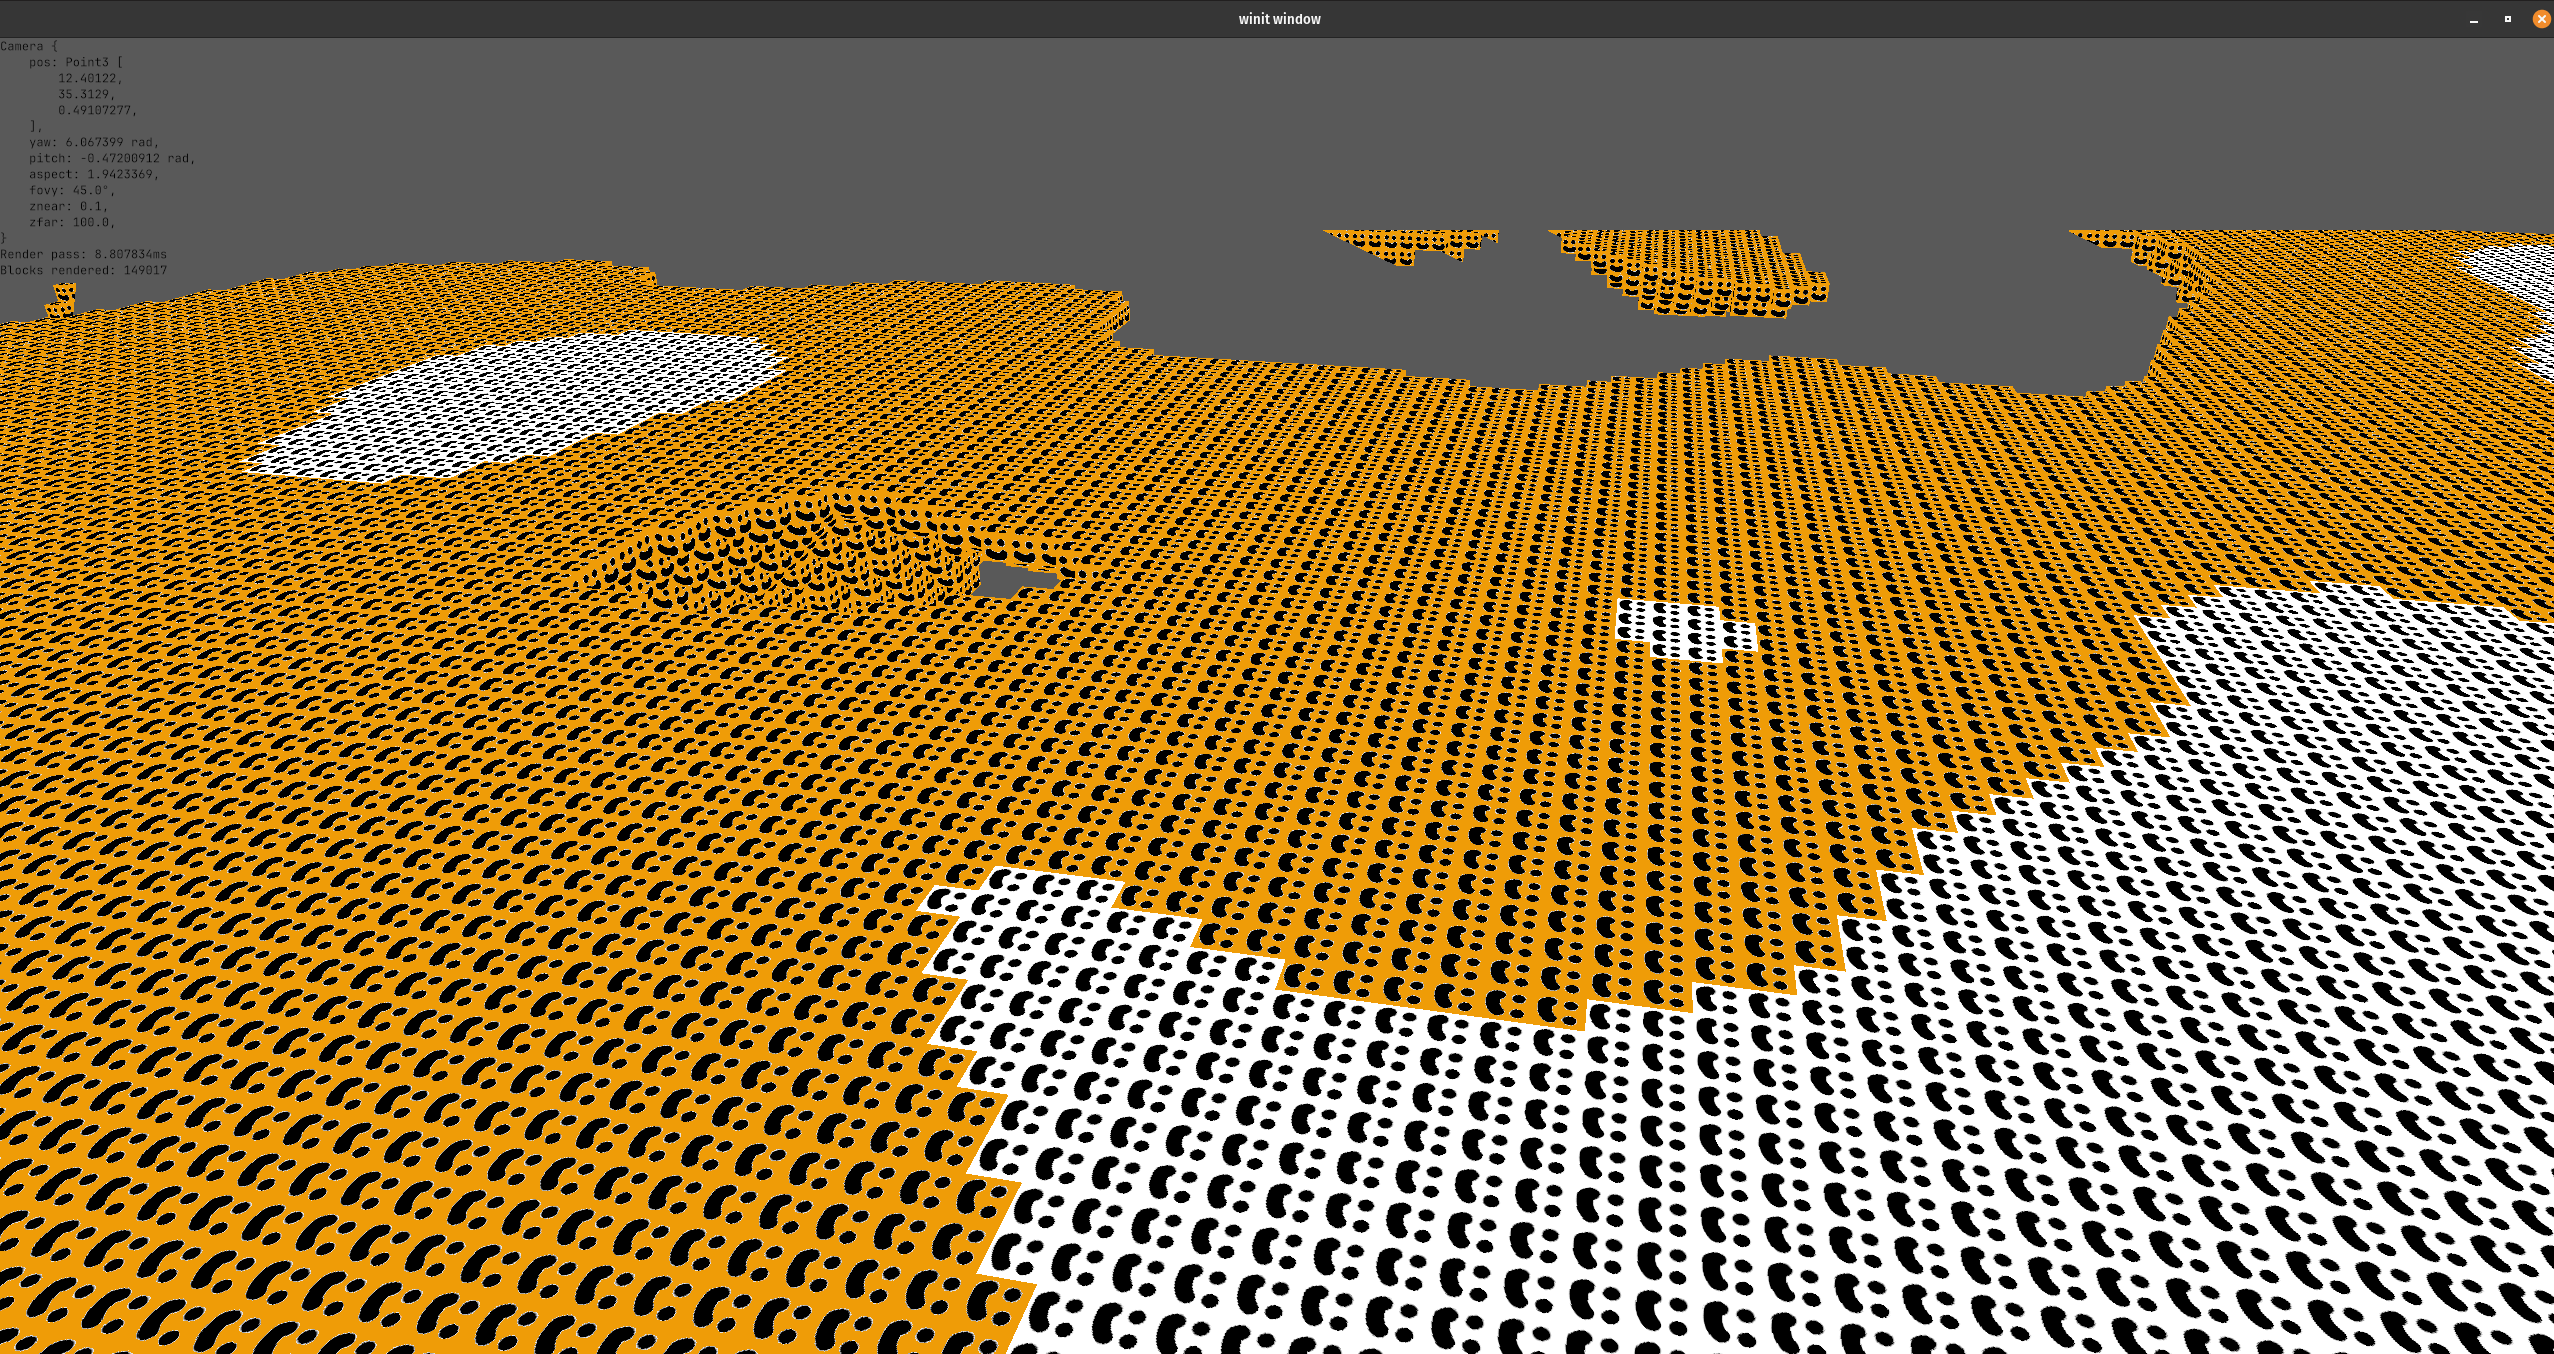 winit window
Camera {
    pos: Point3 [
        12.40122,
        35.3129,
        0.49107277,
    ],
    yaw: 6.067399 rad,
    pitch: -0.47200912 rad,
    aspect: 1.9423369,
    fovy: 45.0°,
    znear: 0.1,
    zfar: 100.0,
}
Render pass: 8.807834ms
Blocks rendered: 149017